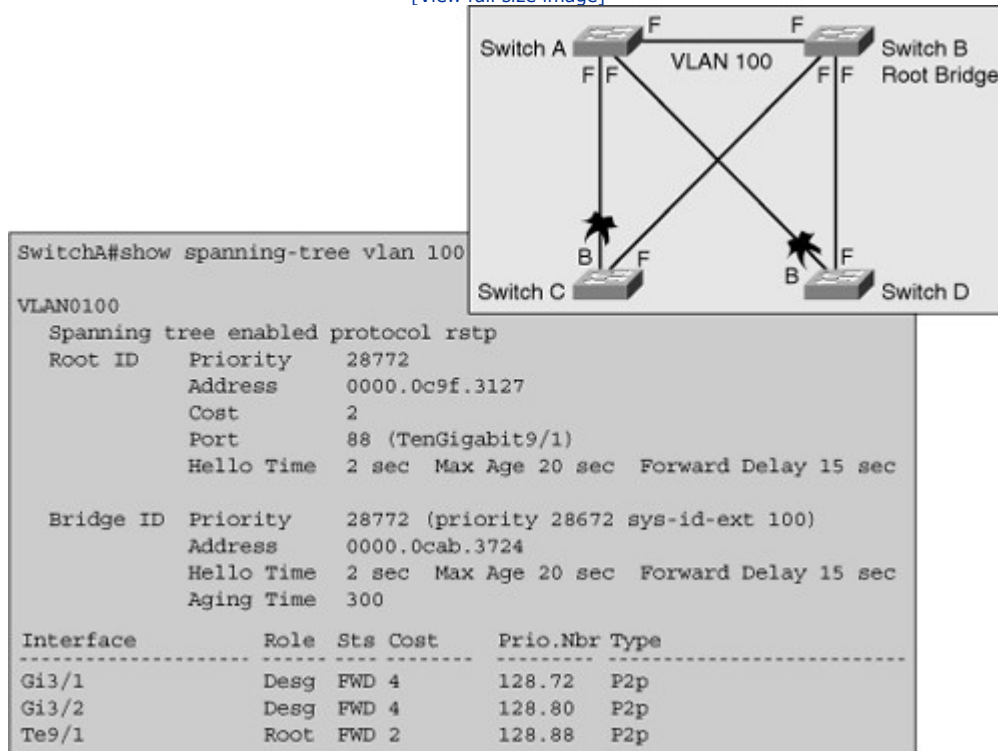 [View full size image]
F F
Switch A
VLAN 100
Switch B
Root Bridge
F F
F F
B F
B F
Switch C
Switch D
SwitchA#show spanning-tree vlan 100
VLAN0100
Spanning tree enabled protocol rstp
Root ID Priority 28772
Address 0000.0c9f.3127
Cost 2
Port 88 (TenGigabit9/1)
Hello Time 2 sec Max Age 20 sec Forward Delay 15 sec
Bridge ID Priority 28772 (priority 28672 sys-id-ext 100)
Address 0000.0cab.3724
Hello Time 2 sec Max Age 20 sec Forward Delay 15 sec
Aging Time 300
Interface Role Sts Cost Prio.Nbr Type
Gi3/1 Desg FWD 4 128.72 P2p
Gi3/2 Desg FWD 4 128.80 P2p
Te9/1 Root FWD 2 128.88 P2p